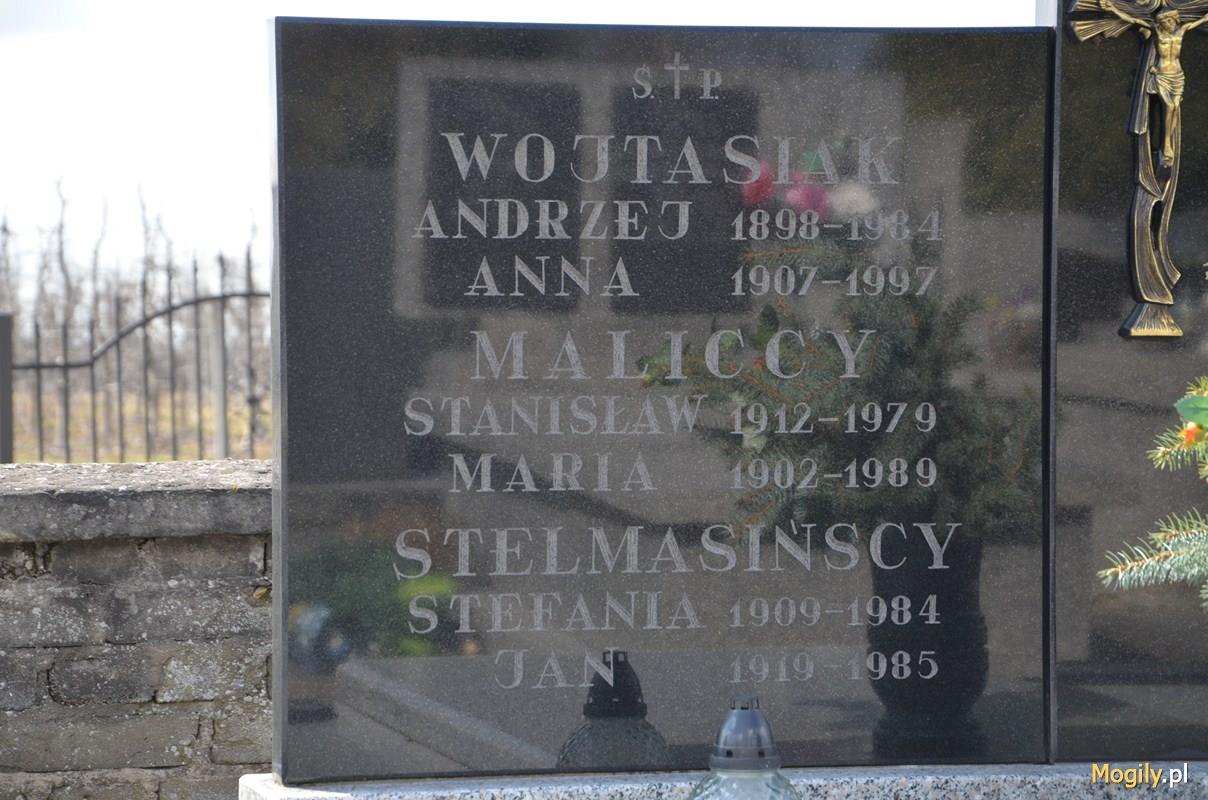 Ś. † P.
WOJTASIAK
ANDRZEJ 1898-1984
ANNA 1907-1997
MALICCY
STANISŁAW 1912-1979
MARIA 1902-1989
STELMASIŃSCY
STEFANIA 1909-1984
JAN 1919-1985
Mogily.pl